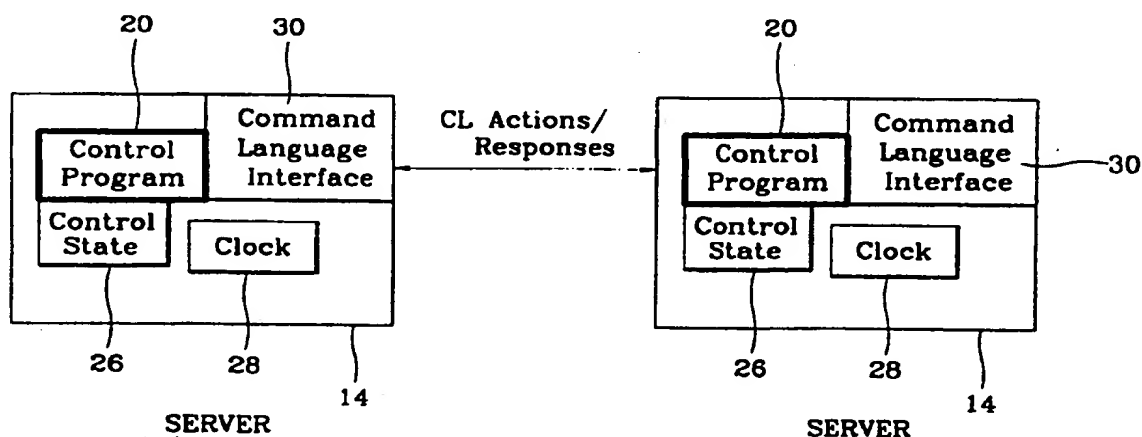 20
30
Command
Language
Interface
Control
Program
Control
State
Clock
26
28
14
SERVER
CL Actions/
Responses
20
Command
Language
Interface
30
Control
Program
Control
State
Clock
26
28
14
SERVER